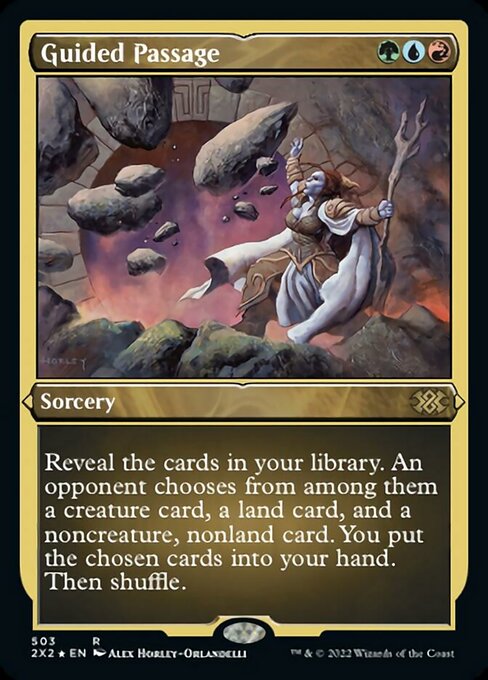 Guided Passage
HORLEY
Sorcery
Reveal the cards in your library. An
opponent chooses from among them
a creature card, a land card, and a
noncreature, nonland card. You put
the chosen cards into your hand.
Then shuffle.
503 R
2X2 ★ EN Alex Horley-Orlandelli ™ & © 2022 Wizards of the Coast